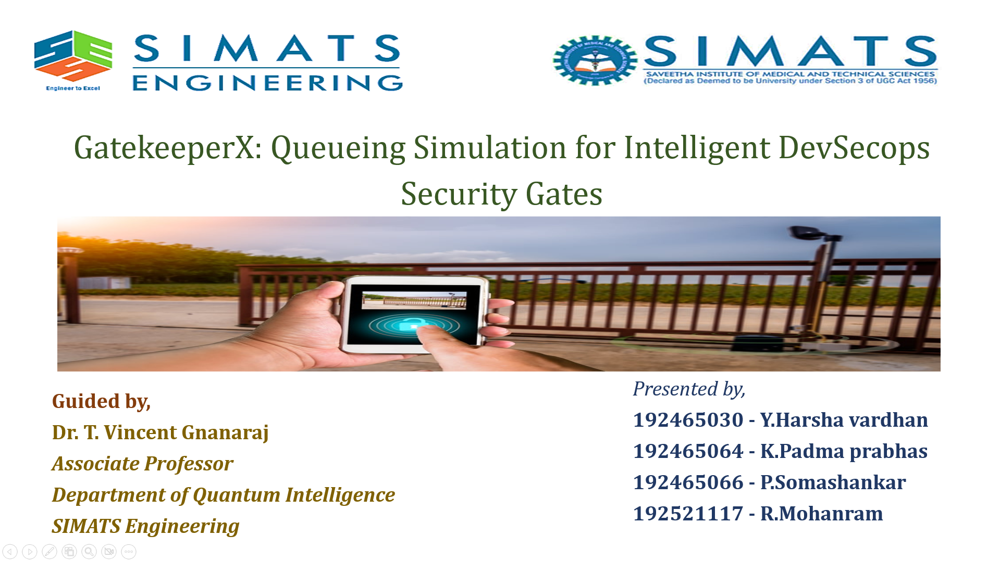 SIMATS
ENGINEERING
Engineer to Excel
SIMATS
SAVEETHA INSTITUTE OF MEDICAL AND TECHNICAL SCIENCES
(Declared as Deemed to be University under Section 3 of UGC Act 1956)
GatekeeperX: Queueing Simulation for Intelligent DevSecops
Security Gates
Guided by,
Dr. T. Vincent Gnanaraj
Associate Professor
Department of Quantum Intelligence
SIMATS Engineering
Presented by,
192465030 - Y.Harsha vardhan
192465064 - K.Padma prabhas
192465066 - P.Somashankar
192521117 - R.Mohanram